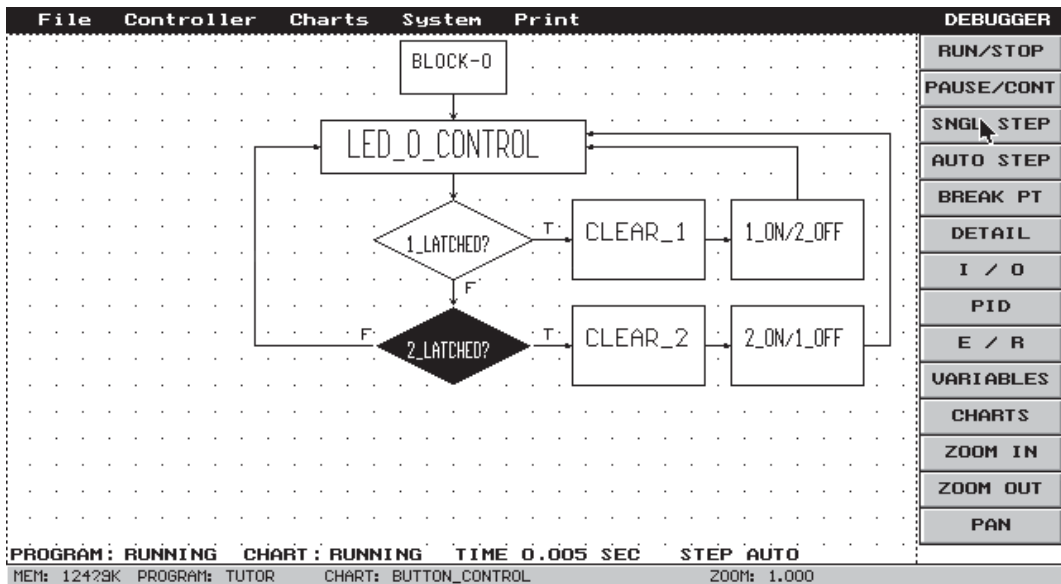 File Controller Charts System Print DEBUGGER
BLOCK-0
LED_0_CONTROL
1_LATCHED?
T
CLEAR_1
1_ON/2_OFF
F
F
2_LATCHED?
T
CLEAR_2
2_ON/1_OFF
RUN/STOP
PAUSE/CONT
SNGL STEP
AUTO STEP
BREAK PT
DETAIL
I / O
PID
E / R
VARIABLES
CHARTS
ZOOM IN
ZOOM OUT
PAN
PROGRAM: RUNNING CHART: RUNNING TIME 0.005 SEC STEP AUTO
MEM: 12429K PROGRAM: TUTOR CHART: BUTTON_CONTROL ZOOM: 1.000